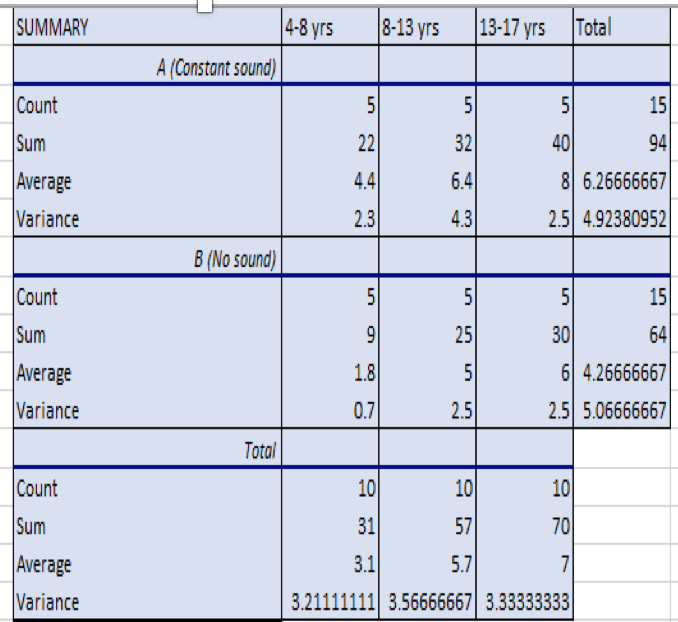 SUMMARY 4-8 yrs 8-13 yrs 13-17 yrs Total
A (Constant sound)
Count 5 5 5 15
Sum 22 32 40 94
Average 4.4 6.4 8 6.26666667
Variance 2.3 4.3 2.5 4.92380952
B (No sound)
Count 5 5 5 15
Sum 9 25 30 64
Average 1.8 5 6 4.26666667
Variance 0.7 2.5 2.5 5.06666667
Total
Count 10 10 10
Sum 31 57 70
Average 3.1 5.7 7
Variance 3.21111111 3.56666667 3.33333333